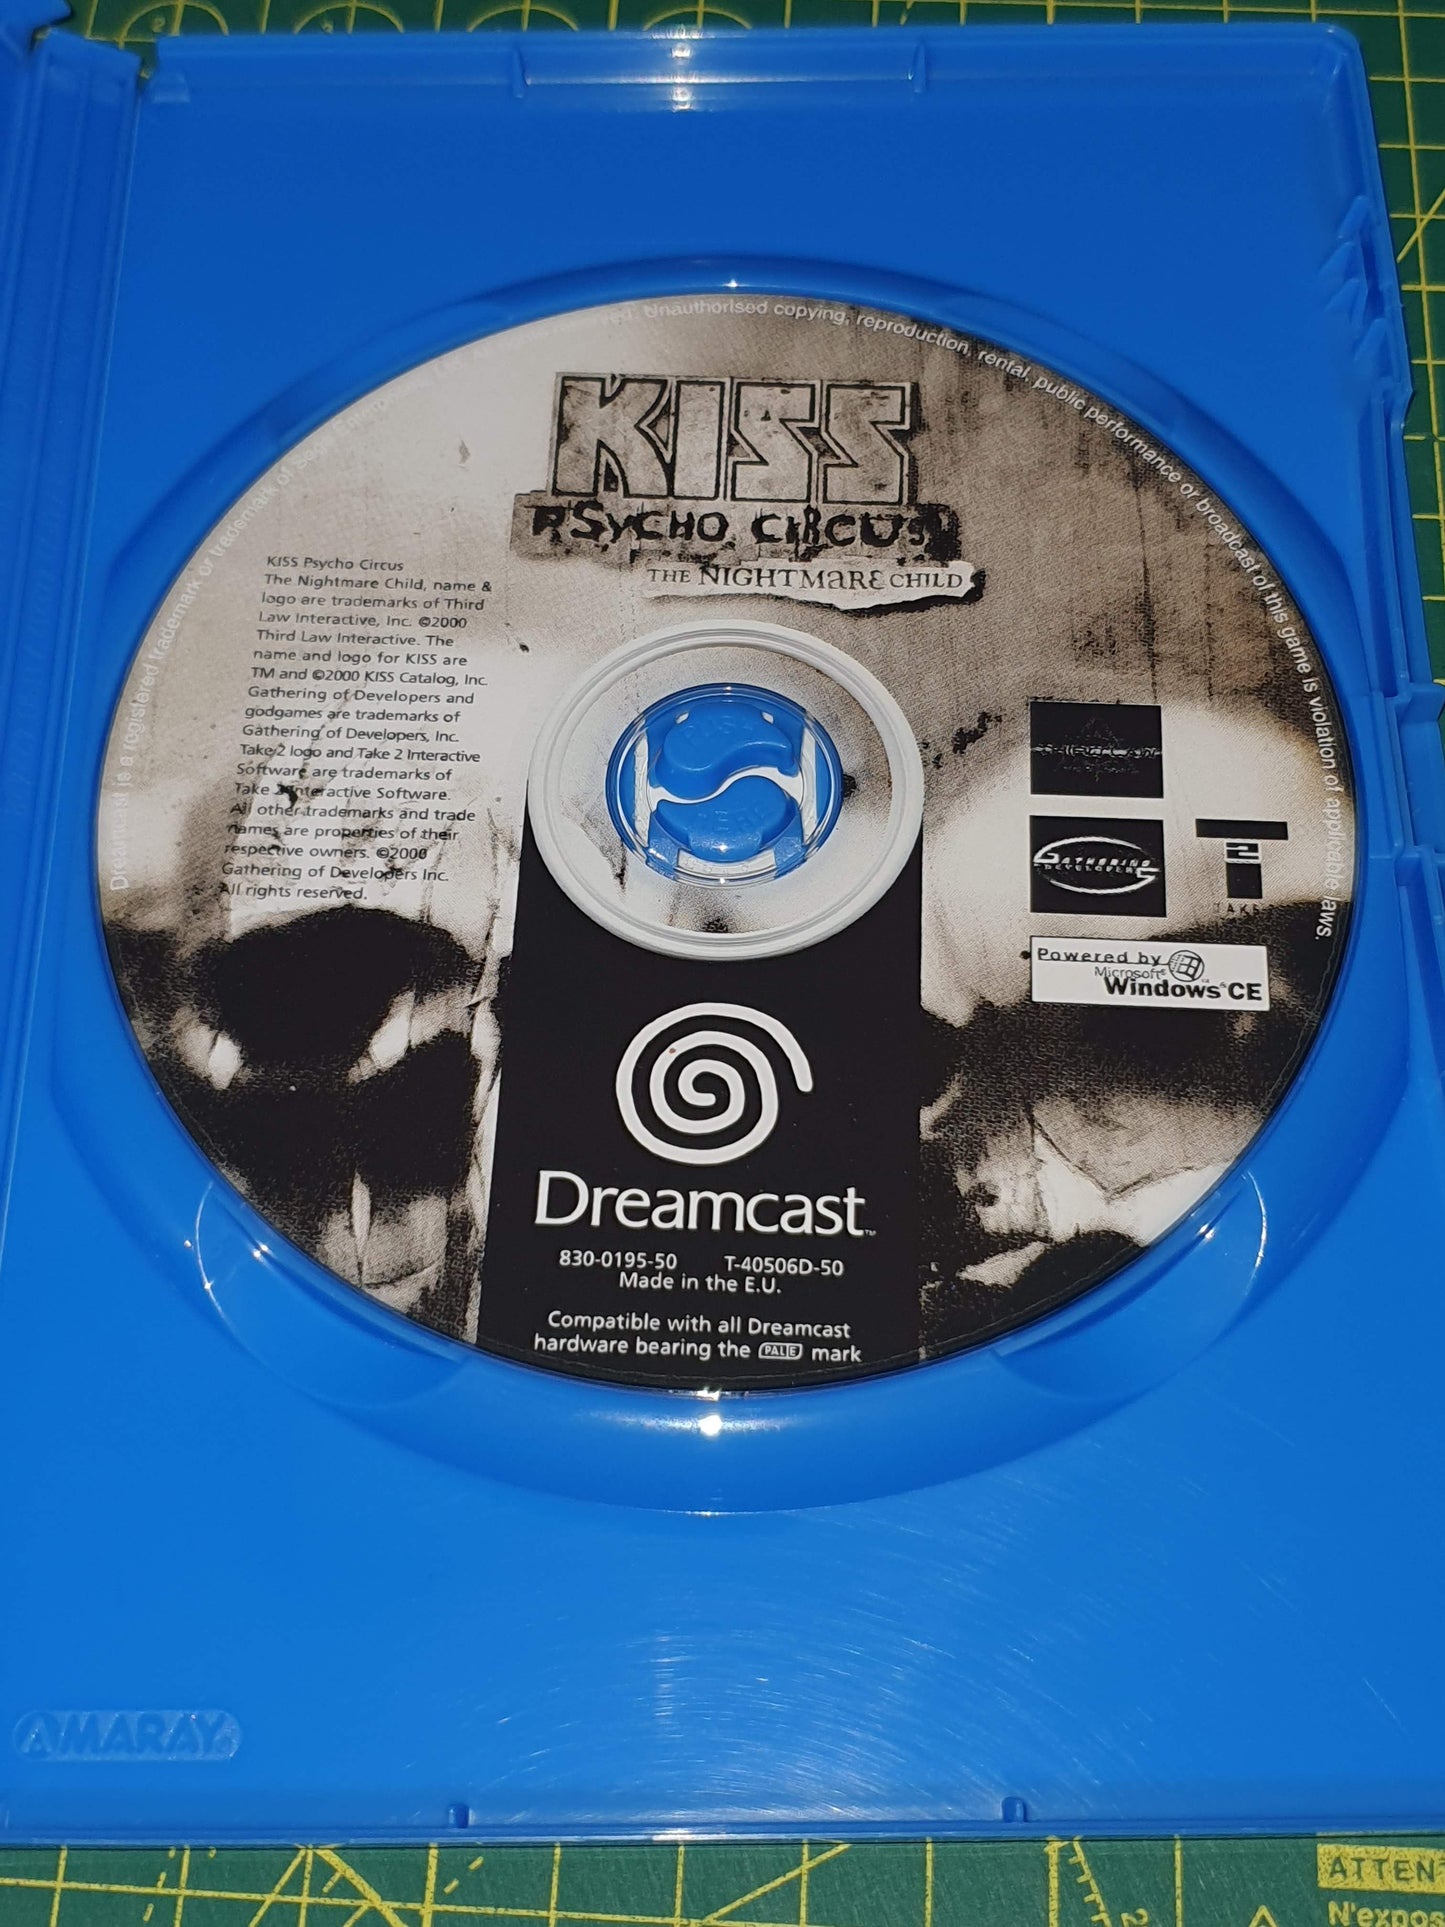 Dreamcast is a registered trademark or trademark of Sega Enterprises, Unauthorised copying, reproduction, rental, public performance or broadcast of this game is violation of applicable laws.
KISS
PSYCHO CIRCUS
THE NIGHTMARE CHILD
KISS Psycho Circus
The Nightmare Child, name &
logo are trademarks of Third
Law Interactive, Inc. ©2000
Third Law Interactive. The
name and logo for KISS are
TM and ©2000 KISS Catalog, Inc.
Gathering of Developers and
godgames are trademarks of
Gathering of Developers, Inc.
Take 2 logo and Take 2 Interactive
Software are trademarks of
Take 2 Interactive Software.
All other trademarks and trade
names are properties of their
respective owners. ©2000
Gathering of Developers Inc.
All rights reserved.
GATHERING
DEVELOPERS
T
2
TAKE
Powered by
Microsoft®
Windows® CE
Dreamcast™
830-0195-50 T-40506D-50
Made in the E.U.
Compatible with all Dreamcast
hardware bearing the PAL/E mark
AMARAY®
ATTEN
N'expos